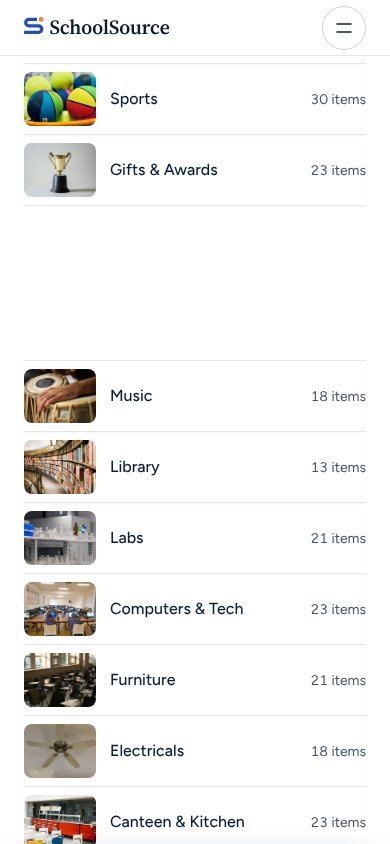 SchoolSource
Sports 30 items
Gifts & Awards 23 items
Music 18 items
Library 13 items
Labs 21 items
Computers & Tech 23 items
Furniture 21 items
Electricals 18 items
Canteen & Kitchen 23 items